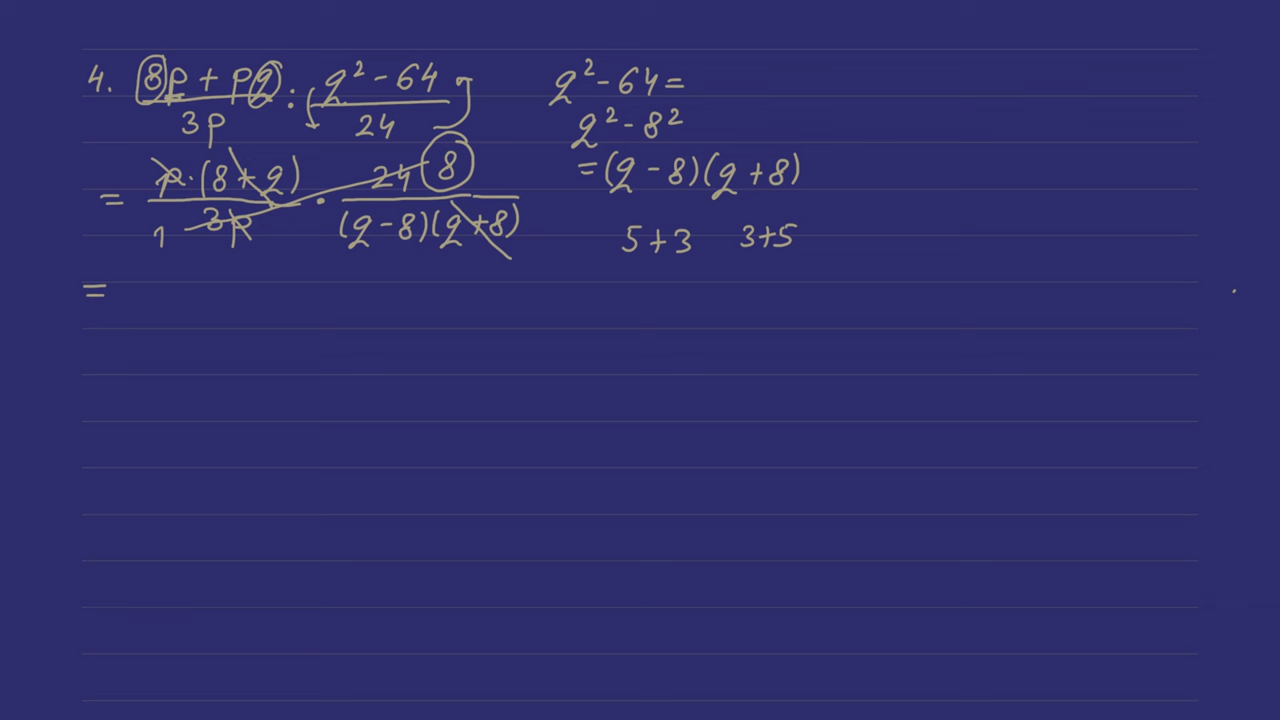 4. (8p + pq)/(3p) : (q² - 64)/24
= (p·(8+q))/(3p) · 24/((q-8)(q+8))
1
8
=
q² - 64 =
q² - 8²
= (q - 8)(q + 8)
5 + 3 3 + 5